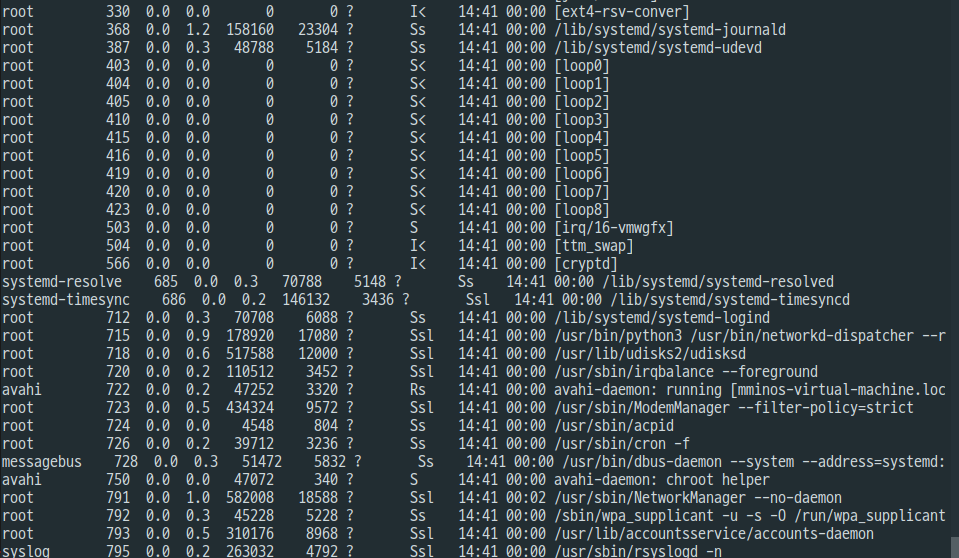 root 330 0.0 0.0 0 0 ? I< 14:41 00:00 [ext4-rsv-conver]
root 368 0.0 1.2 158160 23304 ? Ss 14:41 00:00 /lib/systemd/systemd-journald
root 387 0.0 0.3 48788 5184 ? Ss 14:41 00:00 /lib/systemd/systemd-udevd
root 403 0.0 0.0 0 0 ? S< 14:41 00:00 [loop0]
root 404 0.0 0.0 0 0 ? S< 14:41 00:00 [loop1]
root 405 0.0 0.0 0 0 ? S< 14:41 00:00 [loop2]
root 410 0.0 0.0 0 0 ? S< 14:41 00:00 [loop3]
root 415 0.0 0.0 0 0 ? S< 14:41 00:00 [loop4]
root 416 0.0 0.0 0 0 ? S< 14:41 00:00 [loop5]
root 419 0.0 0.0 0 0 ? S< 14:41 00:00 [loop6]
root 420 0.0 0.0 0 0 ? S< 14:41 00:00 [loop7]
root 423 0.0 0.0 0 0 ? S< 14:41 00:00 [loop8]
root 503 0.0 0.0 0 0 ? S 14:41 00:00 [irq/16-vmwgfx]
root 504 0.0 0.0 0 0 ? I< 14:41 00:00 [ttm_swap]
root 566 0.0 0.0 0 0 ? I< 14:41 00:00 [cryptd]
systemd-resolve 685 0.0 0.3 70788 5148 ? Ss 14:41 00:00 /lib/systemd/systemd-resolved
systemd-timesync 686 0.0 0.2 146132 3436 ? Ssl 14:41 00:00 /lib/systemd/systemd-timesyncd
root 712 0.0 0.3 70708 6088 ? Ss 14:41 00:00 /lib/systemd/systemd-logind
root 715 0.0 0.9 178920 17080 ? Ssl 14:41 00:00 /usr/bin/python3 /usr/bin/networkd-dispatcher --r
root 718 0.0 0.6 517588 12000 ? Ssl 14:41 00:00 /usr/lib/udisks2/udisksd
root 720 0.0 0.2 110512 3452 ? Ssl 14:41 00:00 /usr/sbin/irqbalance --foreground
avahi 722 0.0 0.2 47252 3320 ? Rs 14:41 00:00 avahi-daemon: running [mminos-virtual-machine.loc
root 723 0.0 0.5 434324 9572 ? Ssl 14:41 00:00 /usr/sbin/ModemManager --filter-policy=strict
root 724 0.0 0.0 4548 804 ? Ss 14:41 00:00 /usr/sbin/acpid
root 726 0.0 0.2 39712 3236 ? Ss 14:41 00:00 /usr/sbin/cron -f
messagebus 728 0.0 0.3 51472 5832 ? Ss 14:41 00:00 /usr/bin/dbus-daemon --system --address=systemd:
avahi 750 0.0 0.0 47072 340 ? S 14:41 00:00 avahi-daemon: chroot helper
root 791 0.0 1.0 582008 18588 ? Ssl 14:41 00:02 /usr/sbin/NetworkManager --no-daemon
root 792 0.0 0.3 45228 5228 ? Ss 14:41 00:00 /sbin/wpa_supplicant -u -s -O /run/wpa_supplicant
root 793 0.0 0.5 310176 8968 ? Ssl 14:41 00:00 /usr/lib/accountsservice/accounts-daemon
syslog 795 0.0 0.2 263032 4792 ? Ssl 14:41 00:00 /usr/sbin/rsyslogd -n